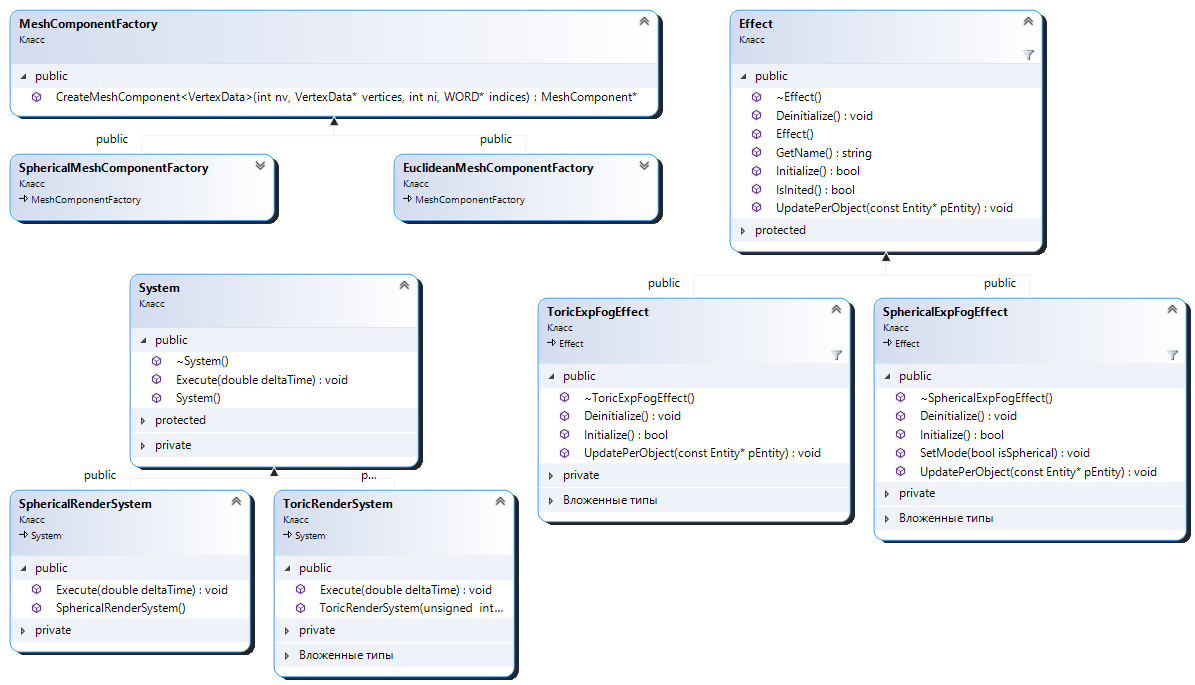 MeshComponentFactory
Класс
public
CreateMeshComponent<VertexData>(int nv, VertexData* vertices, int ni, WORD* indices) : MeshComponent*
public
public
SphericalMeshComponentFactory
Класс
MeshComponentFactory
EuclideanMeshComponentFactory
Класс
MeshComponentFactory
Effect
Класс
public
~Effect()
Deinitialize() : void
Effect()
GetName() : string
Initialize() : bool
IsInited() : bool
UpdatePerObject(const Entity* pEntity) : void
protected
public
public
System
Класс
public
~System()
Execute(double deltaTime) : void
System()
protected
private
public
p...
SphericalRenderSystem
Класс
System
public
Execute(double deltaTime) : void
SphericalRenderSystem()
private
ToricRenderSystem
Класс
System
public
Execute(double deltaTime) : void
ToricRenderSystem(unsigned int...
private
Вложенные типы
ToricExpFogEffect
Класс
Effect
public
~ToricExpFogEffect()
Deinitialize() : void
Initialize() : bool
UpdatePerObject(const Entity* pEntity) : void
private
Вложенные типы
SphericalExpFogEffect
Класс
Effect
public
~SphericalExpFogEffect()
Deinitialize() : void
Initialize() : bool
SetMode(bool isSpherical) : void
UpdatePerObject(const Entity* pEntity) : void
private
Вложенные типы